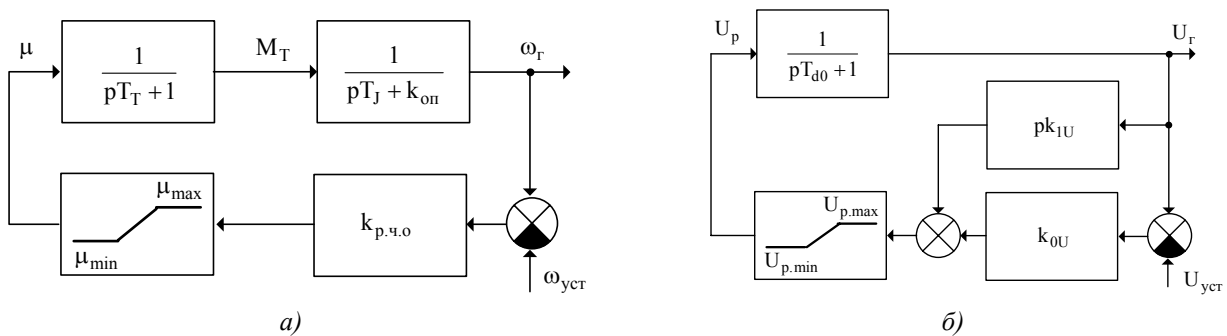 μ
1
pT_T + 1
M_T
1
pT_J + k_оп
ω_г
μ_max
μ_min
k_р.ч.о
ω_уст
а)
U_р
1
pT_d0 + 1
U_г
pk_1U
U_р.max
U_р.min
k_0U
U_уст
б)